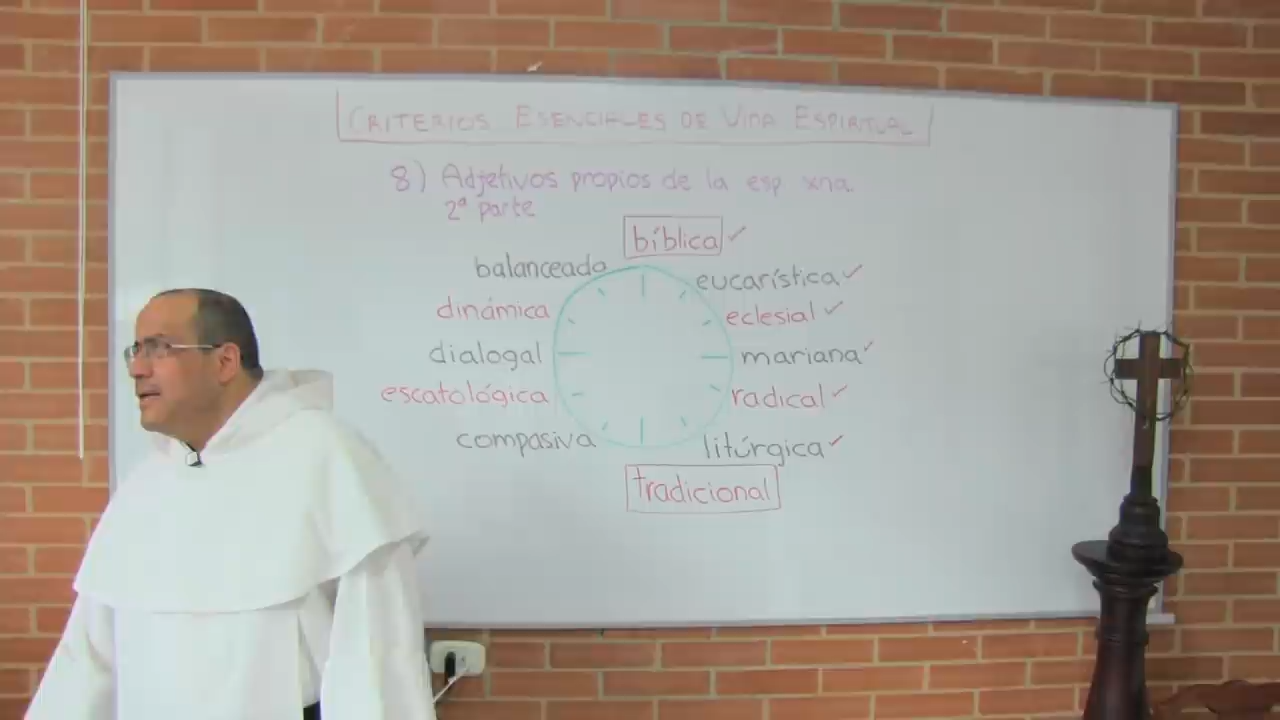 CRITERIOS ESENCIALES DE VIDA ESPIRITUAL
8) Adjetivos propios de la esp xna.
2ª parte
bíblica ✓
balanceada
eucarística ✓
dinámica
eclesial ✓
dialogal
mariana ✓
escatológica
radical ✓
compasiva
litúrgica ✓
tradicional